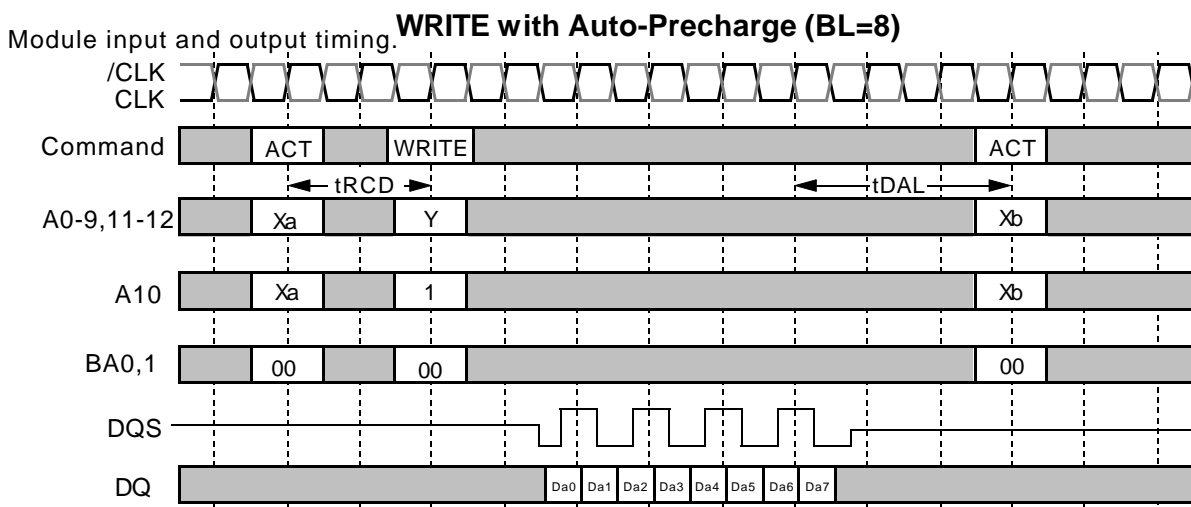 WRITE with Auto-Precharge (BL=8)
Module input and output timing.
/CLK
CLK
Command ACT WRITE ACT
tRCD tDAL
A0-9,11-12 Xa Y Xb
A10 Xa 1 Xb
BA0,1 00 00 00
DQS
DQ Da0 Da1 Da2 Da3 Da4 Da5 Da6 Da7